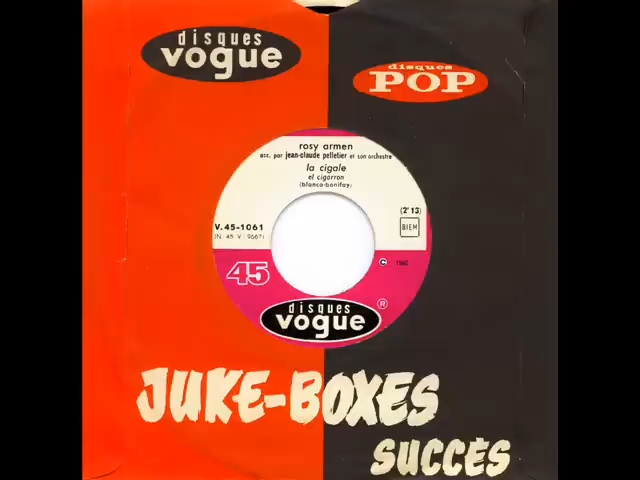 disques
vogue
disques
POP
rosy armen
acc. par jean-claude pelletier et son orchestre
la cigale
el cigarron
(blanco-bonifay)
V.45-1061
(N. 45 V. 9667)
(2'13)
BIEM
℗ 1962
45
disques
vogue ®
JUKE-BOXES
SUCCÈS